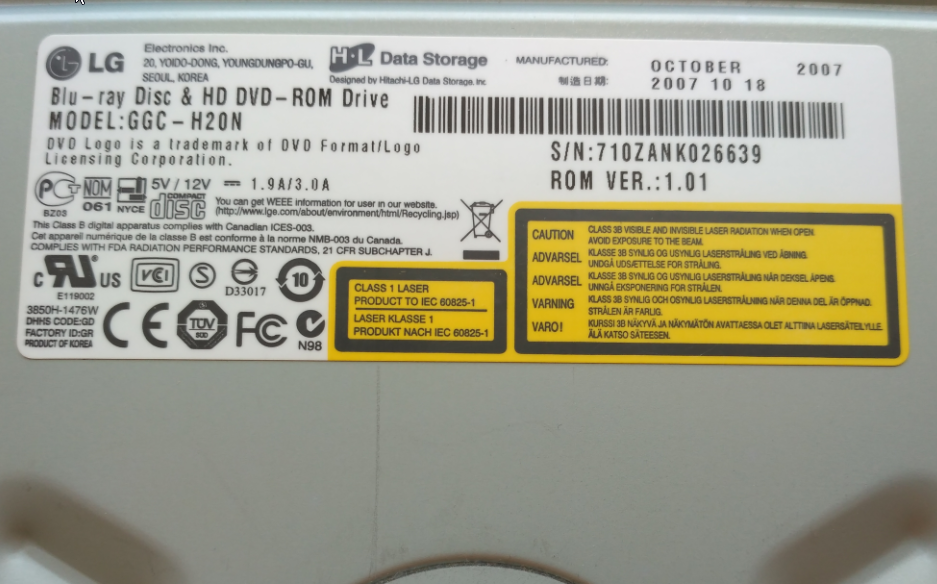 LG
Electronics Inc.
20, YOIDO-DONG, YOUNGDUNGPO-GU,
SEOUL, KOREA
H·L Data Storage
Designed by Hitachi-LG Data Storage, Inc
MANUFACTURED: OCTOBER 2007
制造日期: 2007 10 18
Blu-ray Disc & HD DVD-ROM Drive
MODEL:GGC-H20N
DVD Logo is a trademark of DVD Format/Logo
Licensing Corporation.
S/N:710ZANK026639
ROM VER.:1.01
PCT
BZ03
NOM
061
NYCE
5V / 12V ⎓ 1.9A/3.0A
COMPACT
disc
You can get WEEE information for user in our website.
(http://www.lge.com/about/environment/html/Recycling.jsp)
This Class B digital apparatus complies with Canadian ICES-003.
Cet appareil numérique de la classe B est conforme à la norme NMB-003 du Canada.
COMPLIES WITH FDA RADIATION PERFORMANCE STANDARDS, 21 CFR SUBCHAPTER J.
c RU US
E119002
VCCI
S
D33017
10
3850H-1476W
DHHS CODE:GD
FACTORY ID:GR
PRODUCT OF KOREA
CE
TÜV
FC
N98
CLASS 1 LASER
PRODUCT TO IEC 60825-1
LASER KLASSE 1
PRODUKT NACH IEC 60825-1
CAUTION CLASS 3B VISIBLE AND INVISIBLE LASER RADIATION WHEN OPEN.
AVOID EXPOSURE TO THE BEAM.
ADVARSEL KLASSE 3B SYNLIG OG USYNLIG LASERSTRÅLING VED ÅBNING.
UNDGÅ UDSÆTTELSE FOR STRÅLING.
ADVARSEL KLASSE 3B SYNLIG OG USYNLIG LASERSTRÅLING NÅR DEKSEL ÅPENS.
UNNGÅ EKSPONERING FOR STRÅLEN.
VARNING KLASS 3B SYNLIG OCH OSYNLIG LASERSTRÅLNING NÄR DENNA DEL ÄR ÖPPNAD.
STRÅLEN ÄR FARLIG.
VARO! KURSSI 3B NÄKYVÄ JA NÄKYMÄTÖN AVATTAESSA OLET ALTTIINA LASERSÄTEILYLLE.
ÄLÄ KATSO SÄTEESEEN.